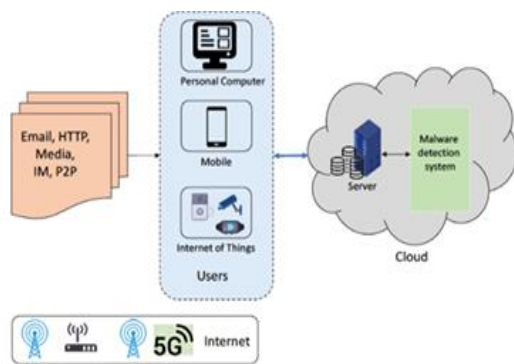 Email, HTTP,
Media,
IM, P2P
Personal Computer
Mobile
Internet of Things
Users
Server
Malware
detection
system
Cloud
5G
Internet